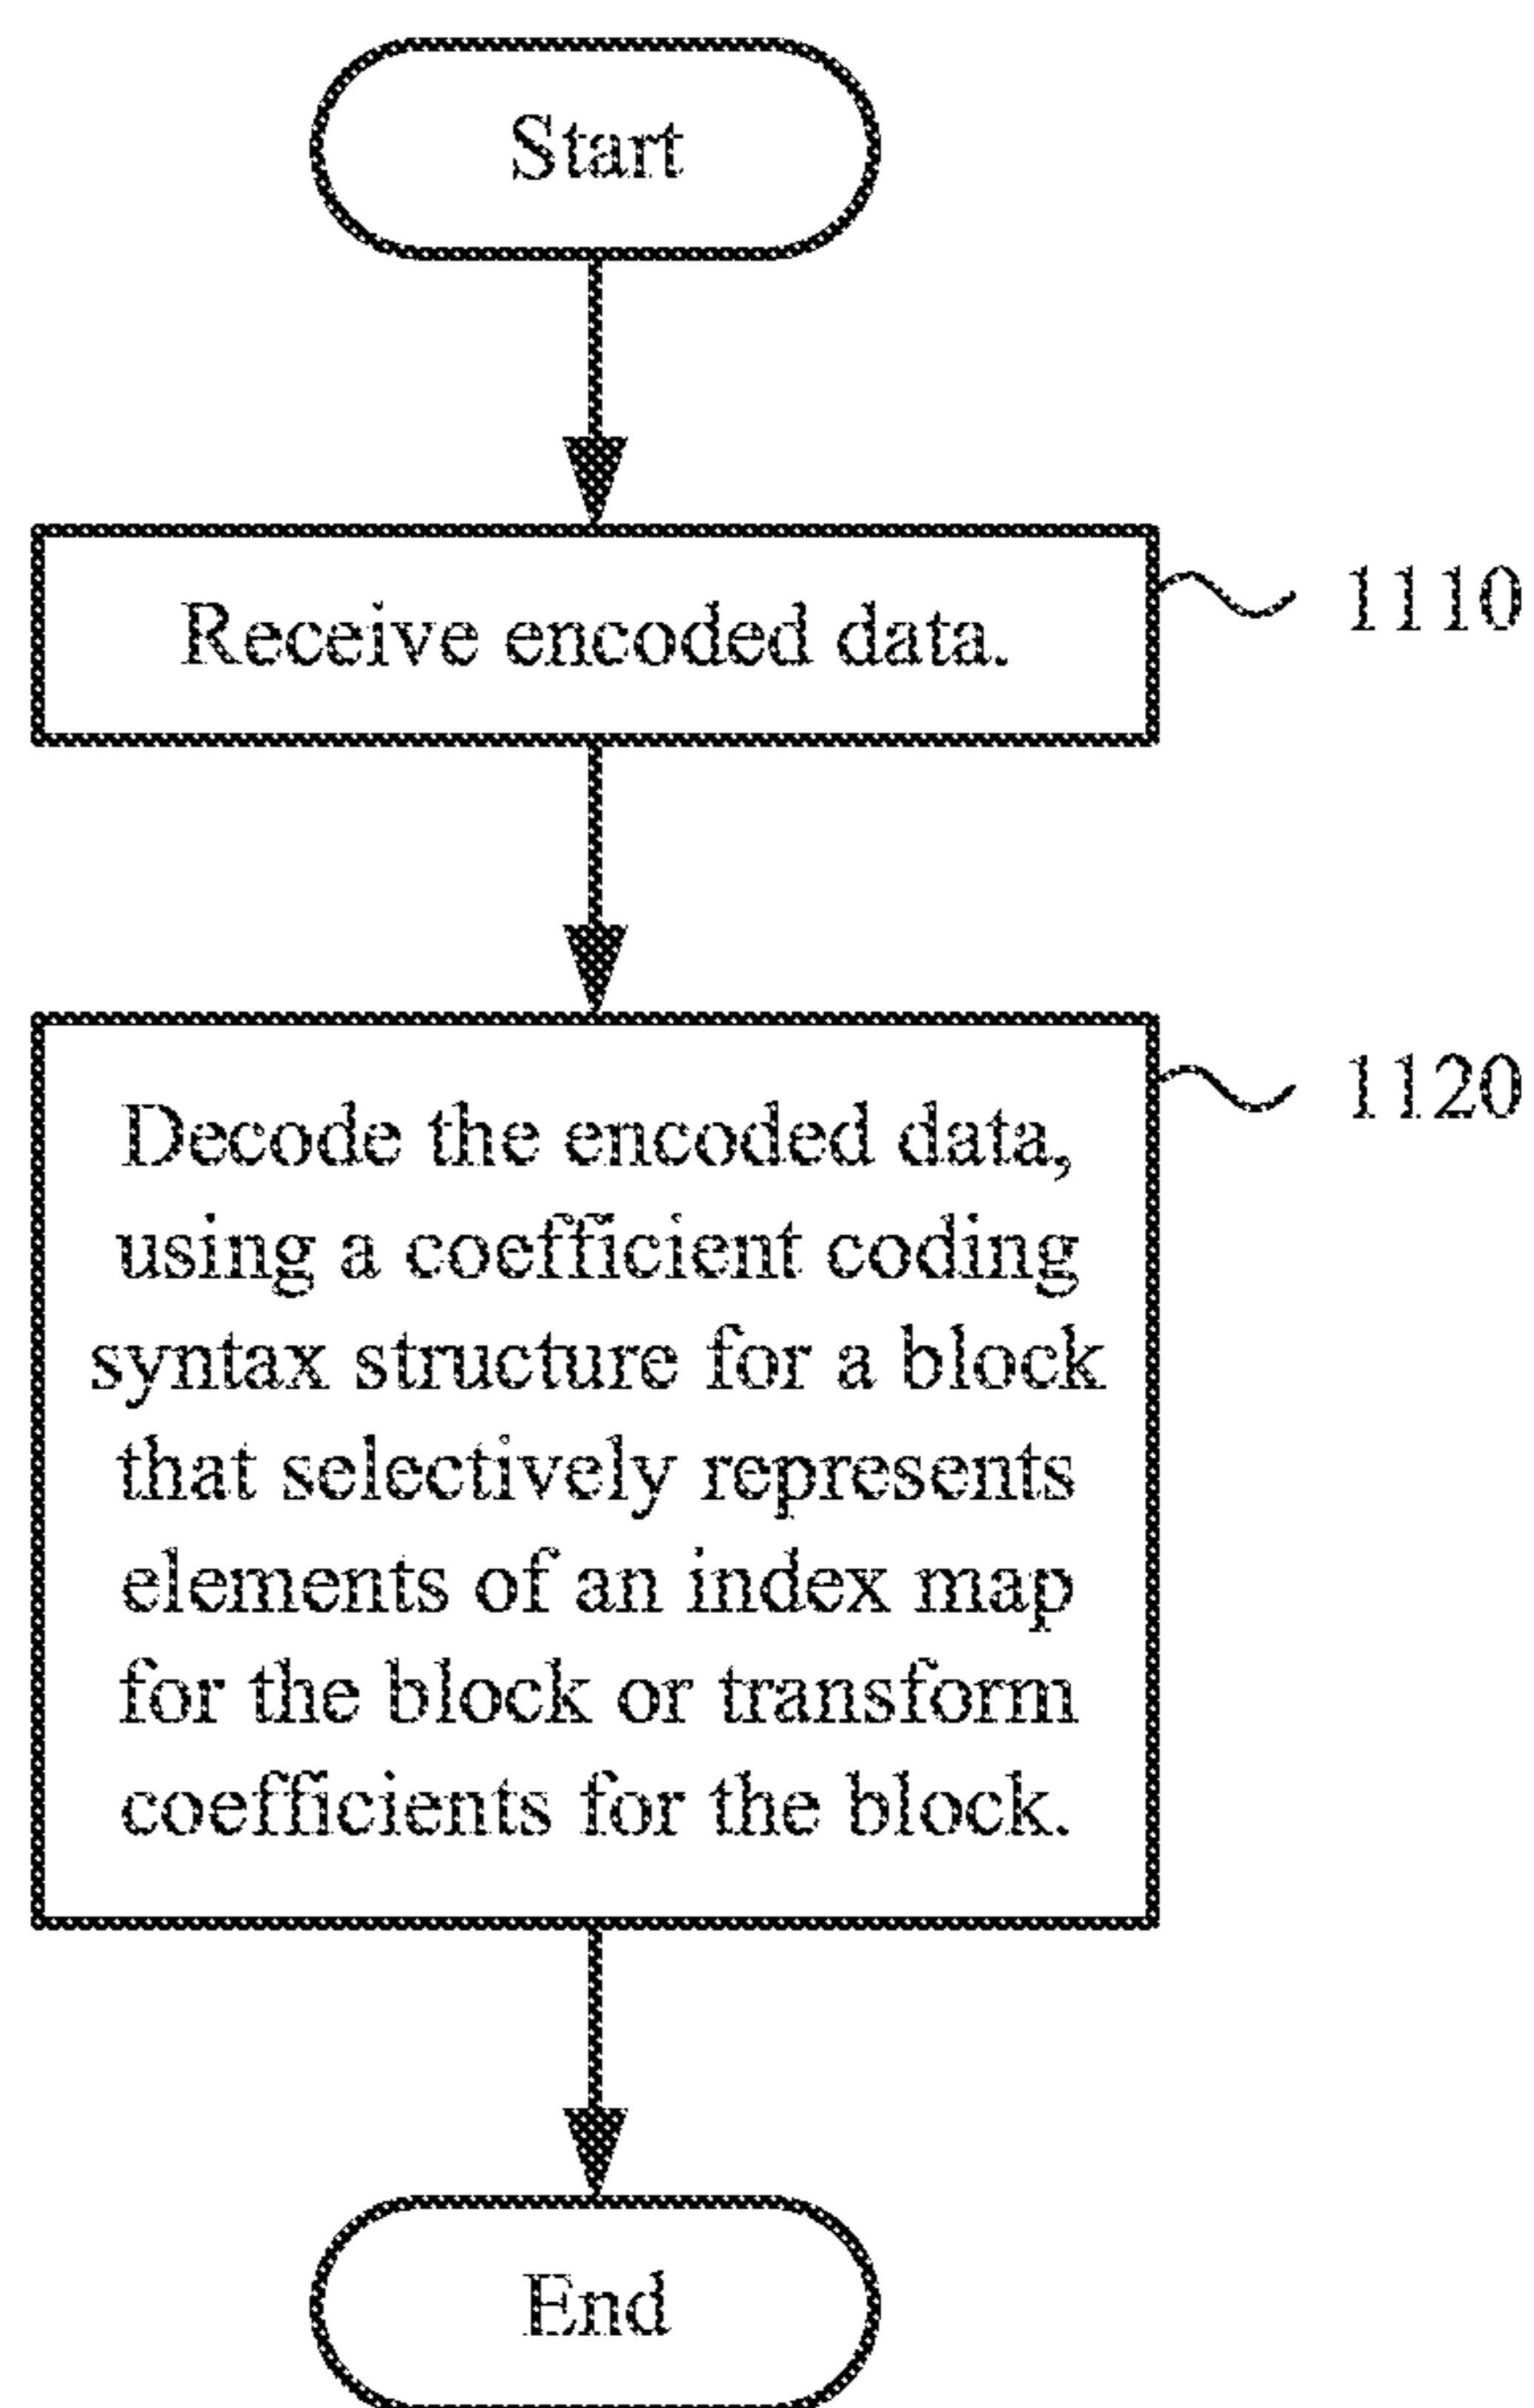 Start
Receive encoded data.
1110
1120
Decode the encoded data,
using a coefficient coding
syntax structure for a block
that selectively represents
elements of an index map
for the block or transform
coefficients for the block.
End